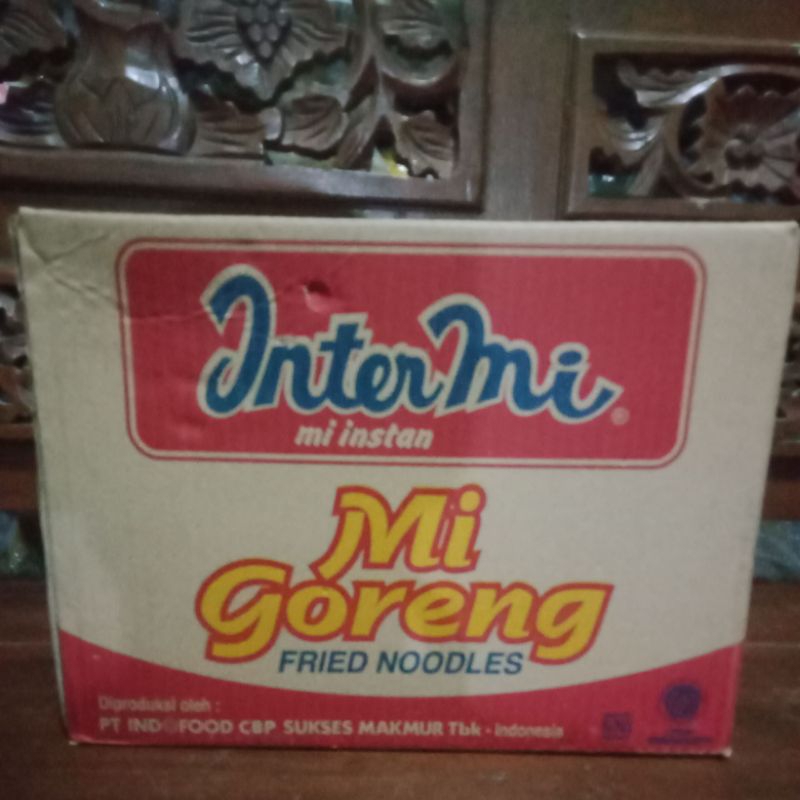 InterMi®
mi instan
Mi
Goreng
FRIED NOODLES
Diproduksi oleh :
PT INDOFOOD CBP SUKSES MAKMUR Tbk - Indonesia